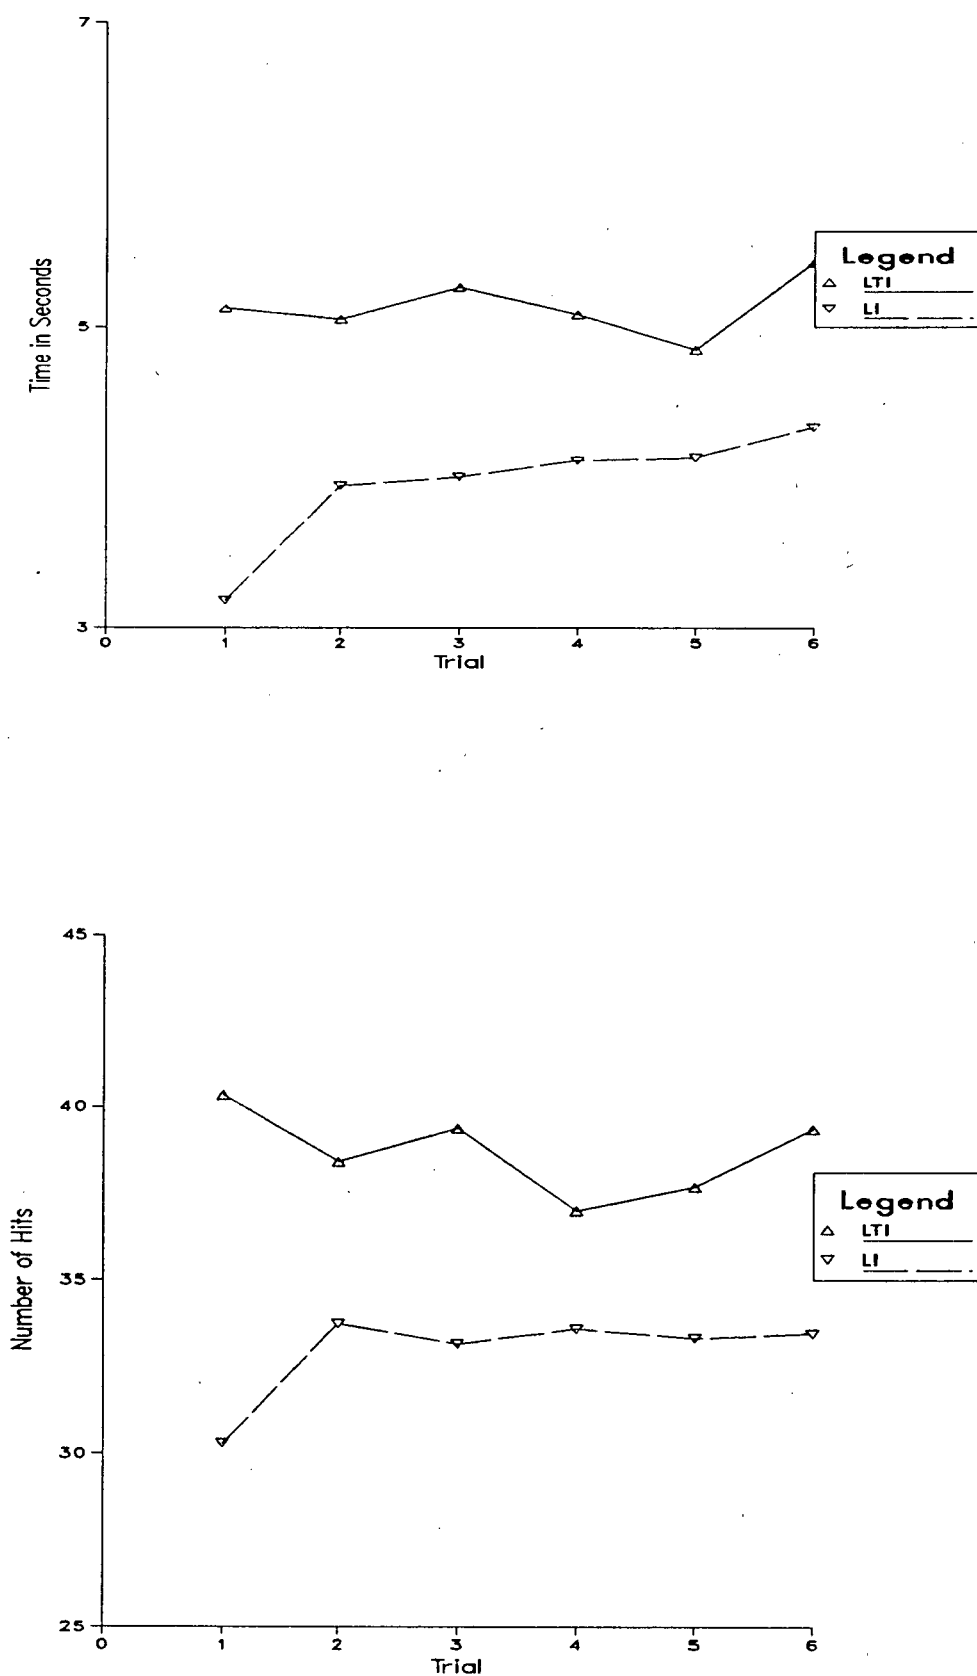 7
5
3
Time in Seconds
0 1 2 3 4 5 6
Trial
Legend
LTI
LI
45
40
35
30
25
Number of Hits
0 1 2 3 4 5 6
Trial
Legend
LTI
LI